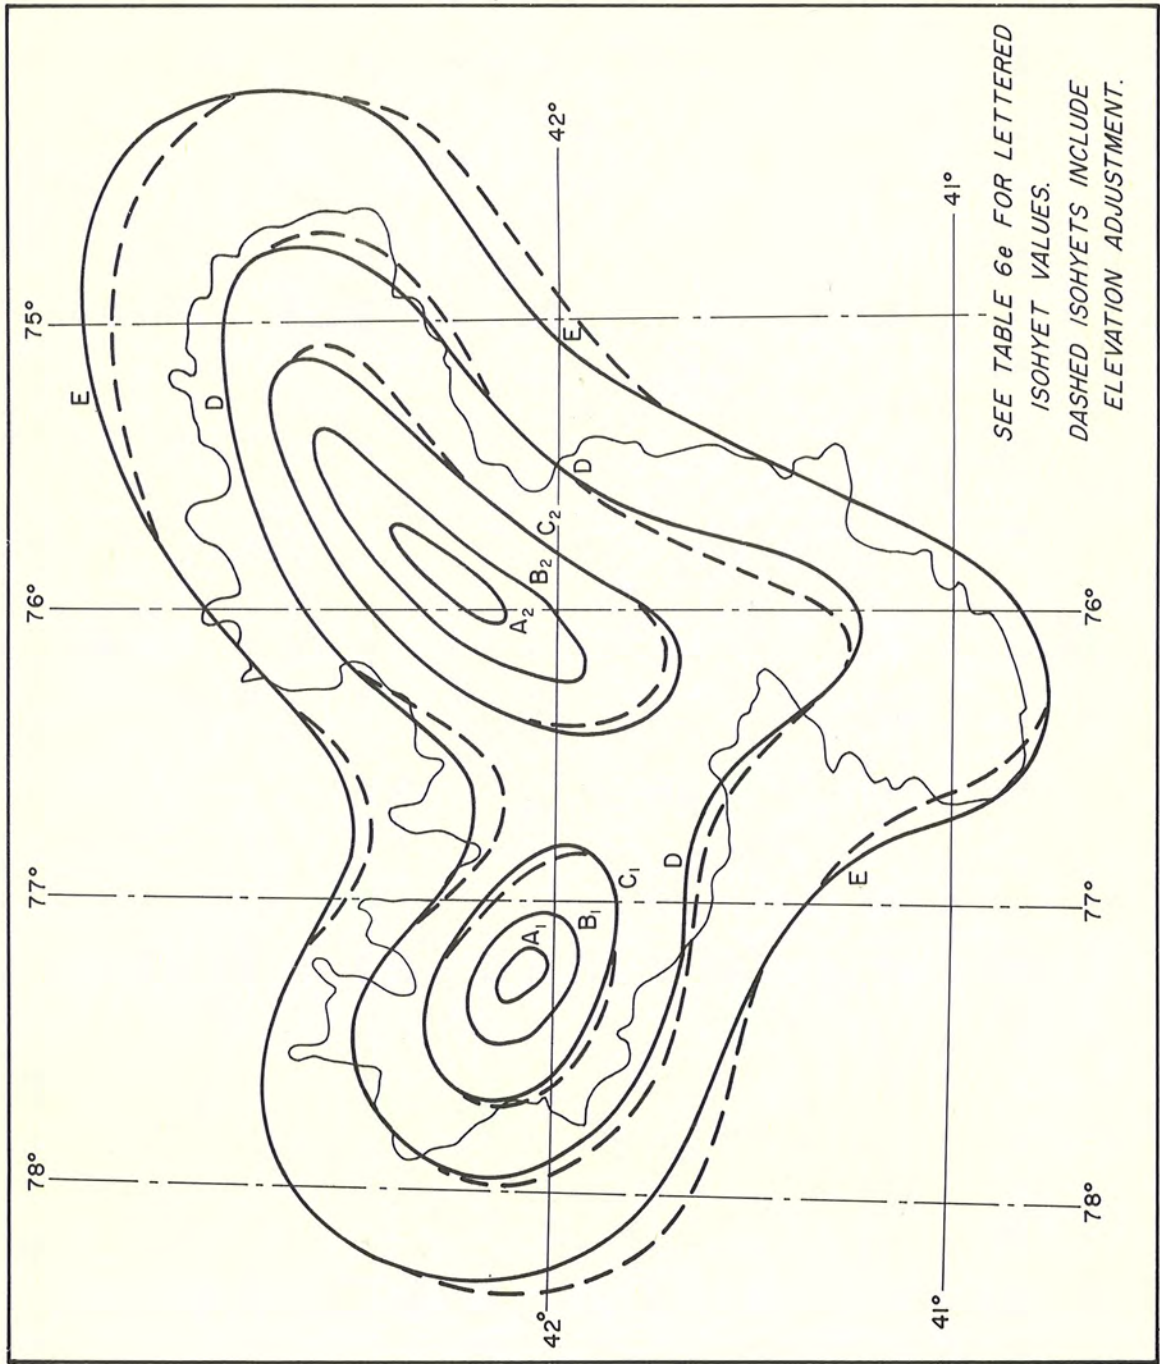 75°
76°
77°
78°
E
D
42°
41°
E
D
A₂
B₂
C₂
A₁
B₁
C₁
D
E
76°
77°
78°
42°
41°
SEE TABLE 6e FOR LETTERED
ISOHYET VALUES.
DASHED ISOHYETS INCLUDE
ELEVATION ADJUSTMENT.